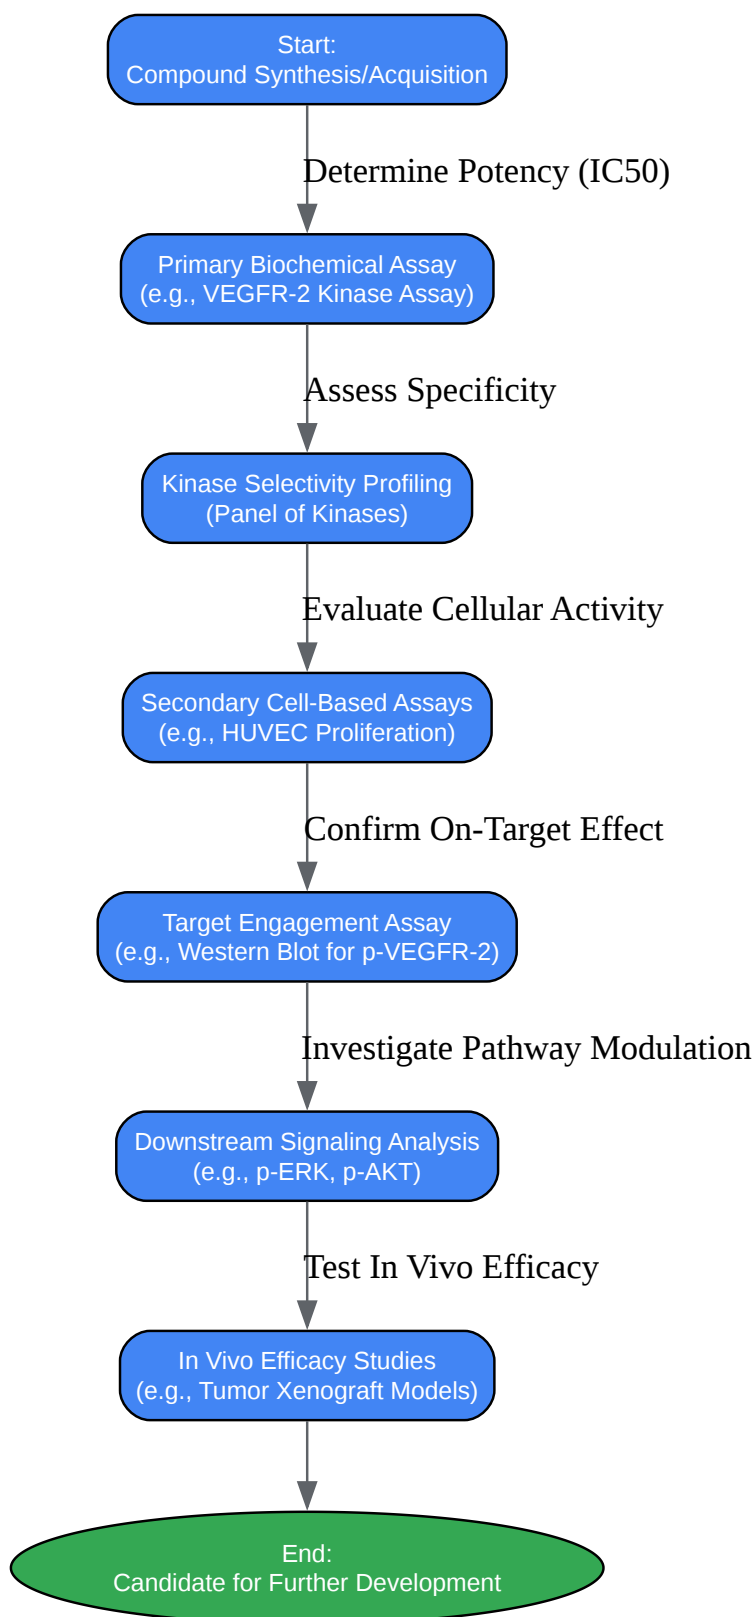 Start:
Compound Synthesis/Acquisition
Determine Potency (IC50)
Primary Biochemical Assay
(e.g., VEGFR-2 Kinase Assay)
Assess Specificity
Kinase Selectivity Profiling
(Panel of Kinases)
Evaluate Cellular Activity
Secondary Cell-Based Assays
(e.g., HUVEC Proliferation)
Confirm On-Target Effect
Target Engagement Assay
(e.g., Western Blot for p-VEGFR-2)
Investigate Pathway Modulation
Downstream Signaling Analysis
(e.g., p-ERK, p-AKT)
Test In Vivo Efficacy
In Vivo Efficacy Studies
(e.g., Tumor Xenograft Models)
End:
Candidate for Further Development